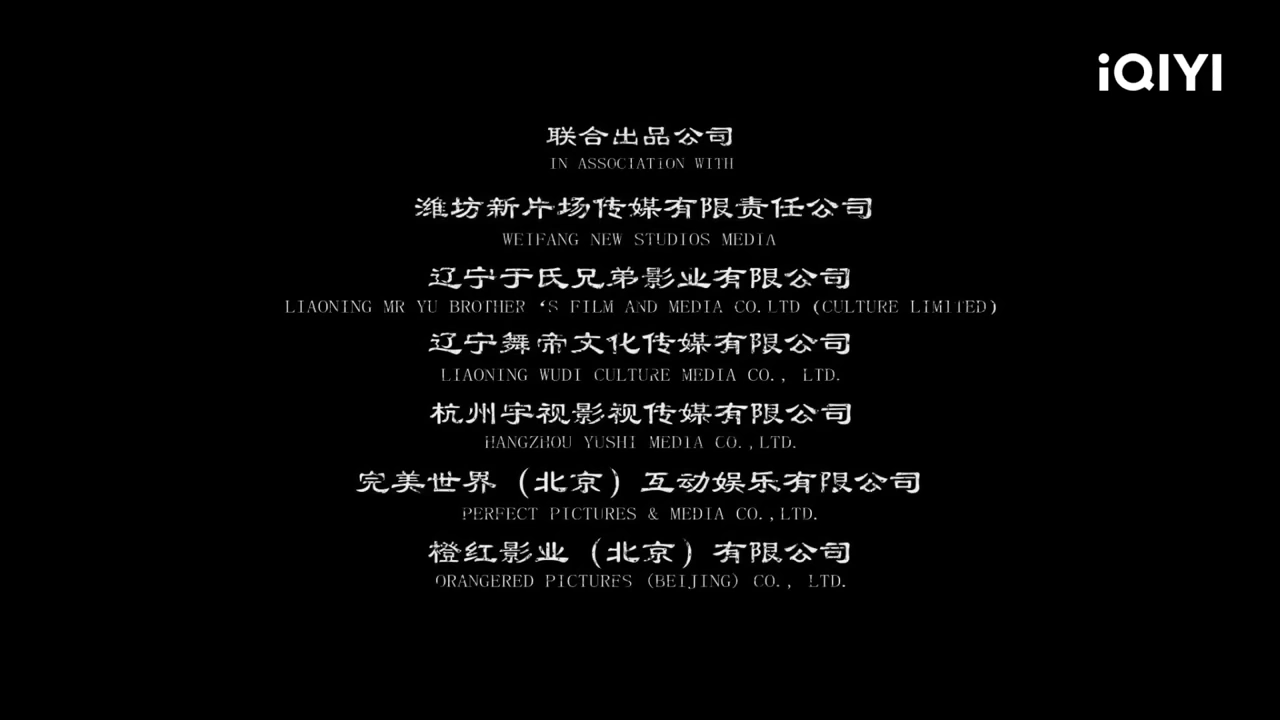 iQIYI
联合出品公司
IN ASSOCIATION WITH
潍坊新片场传媒有限责任公司
WEIFANG NEW STUDIOS MEDIA
辽宁于氏兄弟影业有限公司
LIAONING MR YU BROTHER ‘S FILM AND MEDIA CO.LTD (CULTURE LIMITED)
辽宁舞帝文化传媒有限公司
LIAONING WUDI CULTURE MEDIA CO., LTD.
杭州宇视影视传媒有限公司
HANGZHOU YUSHI MEDIA CO.,LTD.
完美世界（北京）互动娱乐有限公司
PERFECT PICTURES & MEDIA CO.,LTD.
橙红影业（北京）有限公司
ORANGERED PICTURES (BEIJING) CO., LTD.